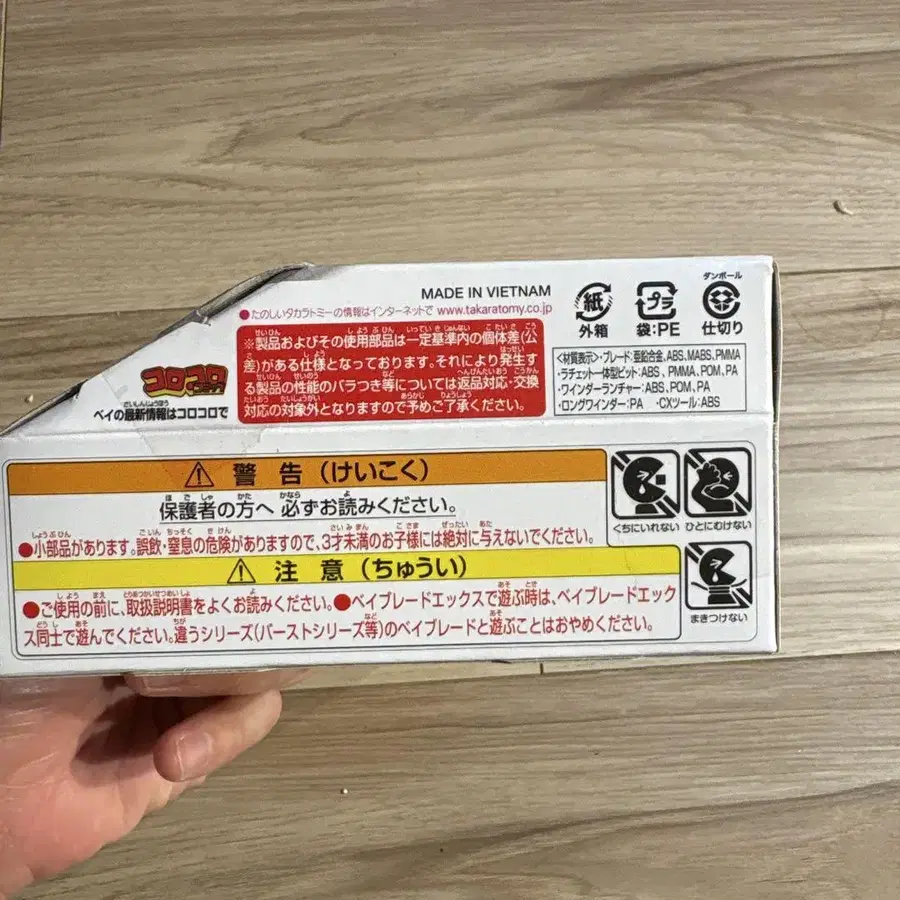 MADE IN VIETNAM
●たのしいタカラトミーの情報はインターネットで www.takaratomy.co.jp
※製品およびその使用部品は一定基準内の個体差(公
差)がある仕様となっております。それにより発生す
る製品の性能のバラつき等については返品対応・交換
対応の対象外となりますので予めご了承ください。
コロコロ
ベイの最新情報はコロコロで
紙
外箱
プラ
袋:PE
ダンボール
仕切り
<材質表示>・ブレード:亜鉛合金、ABS、MABS、PMMA
・ラチェット一体型ビット:ABS、PMMA、POM、PA
・ワインダーランチャー:ABS、POM、PA
・ロングワインダー:PA ・CXツール:ABS
警告(けいこく)
保護者の方へ 必ずお読みください。
●小部品があります。誤飲・窒息の危険がありますので、3才未満のお子様には絶対に与えないでください。
注意(ちゅうい)
●ご使用の前に、取扱説明書をよくお読みください。●ベイブレードエックスで遊ぶ時は、ベイブレードエック
ス同士で遊んでください。違うシリーズ(バーストシリーズ等)のベイブレードと遊ぶことはおやめください。
くちにいれない
ひとにむけない
まきつけない